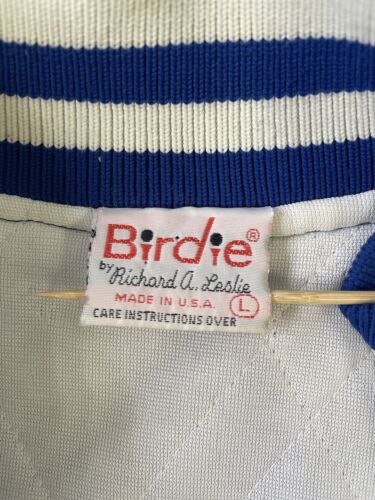 Birdie®
by Richard A. Leslie
MADE IN U.S.A. L
CARE INSTRUCTIONS OVER